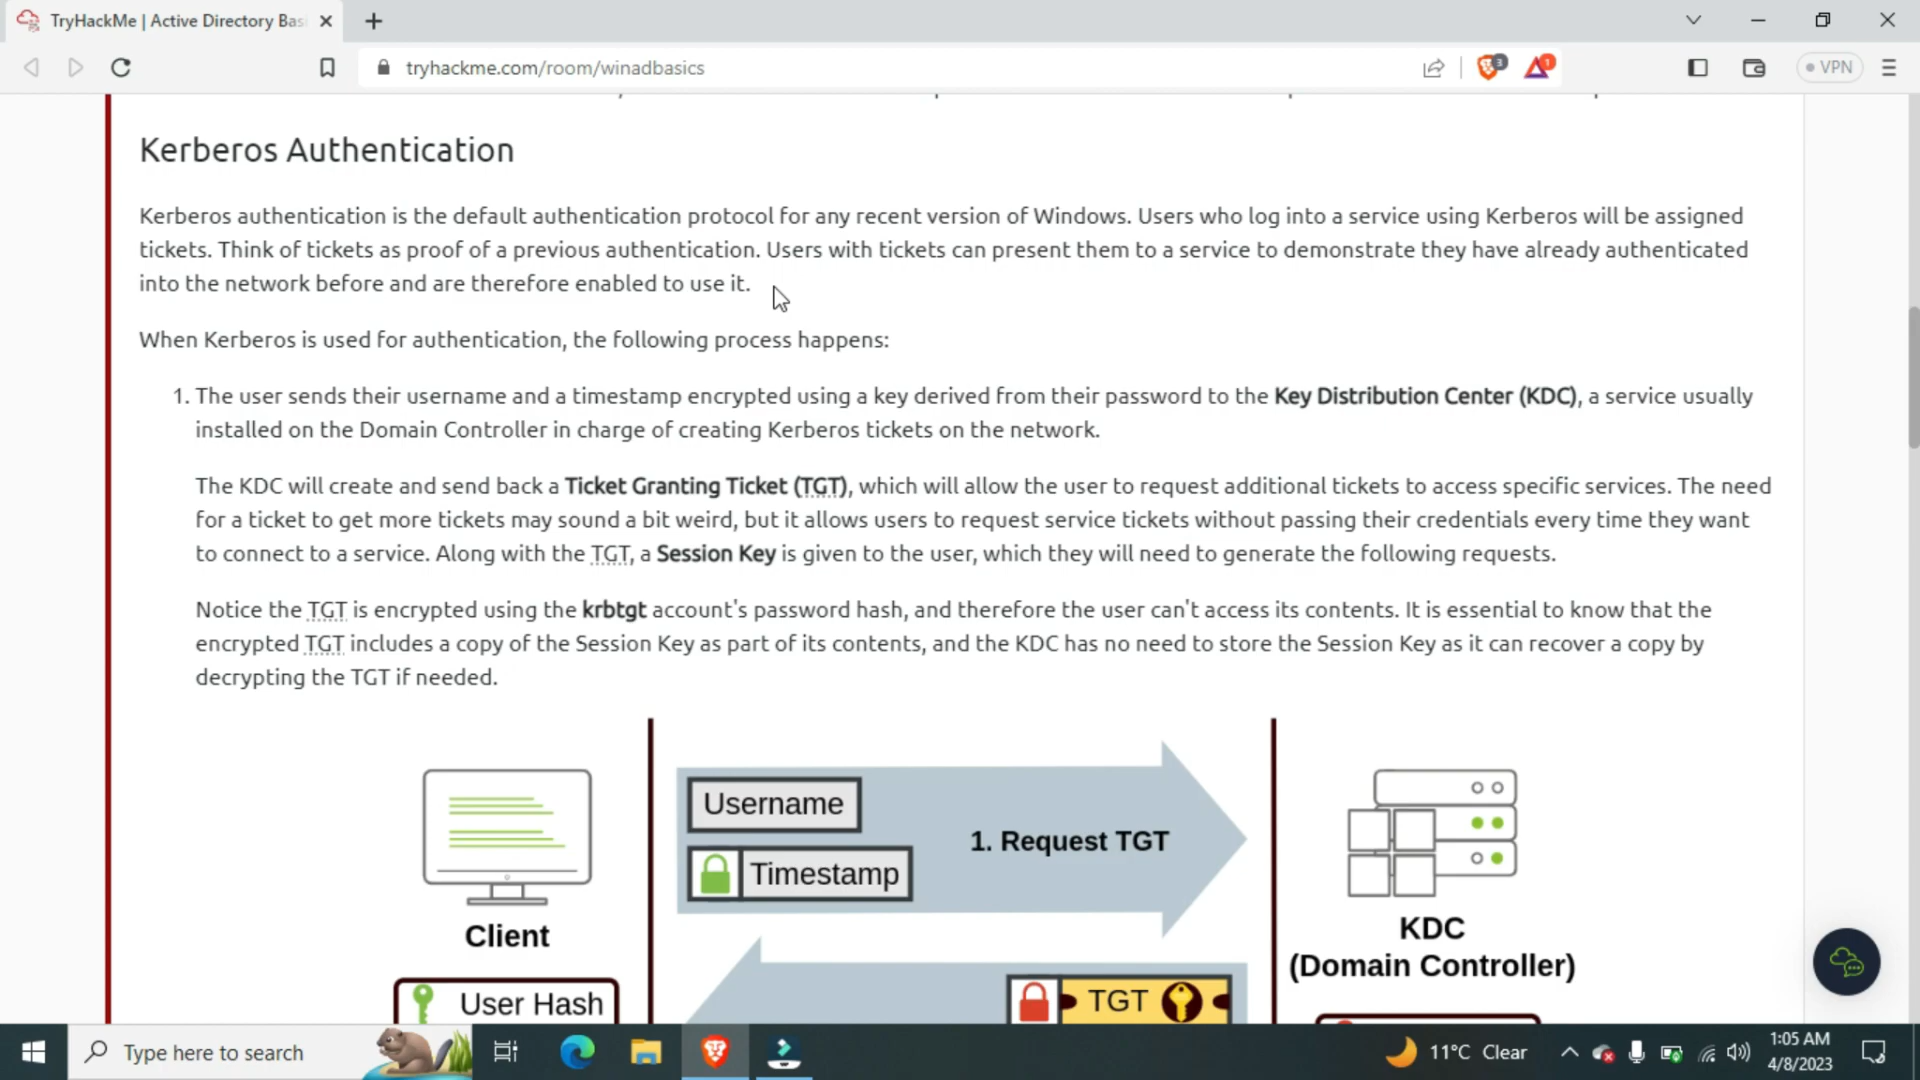 TryHackMe | Active Directory Bas
tryhackme.com/room/winadbasics
3
1
VPN
Kerberos Authentication
Kerberos authentication is the default authentication protocol for any recent version of Windows. Users who log into a service using Kerberos will be assigned
tickets. Think of tickets as proof of a previous authentication. Users with tickets can present them to a service to demonstrate they have already authenticated
into the network before and are therefore enabled to use it.
When Kerberos is used for authentication, the following process happens:
1. The user sends their username and a timestamp encrypted using a key derived from their password to the Key Distribution Center (KDC), a service usually
installed on the Domain Controller in charge of creating Kerberos tickets on the network.
The KDC will create and send back a Ticket Granting Ticket (TGT), which will allow the user to request additional tickets to access specific services. The need
for a ticket to get more tickets may sound a bit weird, but it allows users to request service tickets without passing their credentials every time they want
to connect to a service. Along with the TGT, a Session Key is given to the user, which they will need to generate the following requests.
Notice the TGT is encrypted using the krbtgt account's password hash, and therefore the user can't access its contents. It is essential to know that the
encrypted TGT includes a copy of the Session Key as part of its contents, and the KDC has no need to store the Session Key as it can recover a copy by
decrypting the TGT if needed.
Username
Timestamp
1. Request TGT
Client
KDC
(Domain Controller)
User Hash
TGT
Type here to search
11°C Clear
1:05 AM
4/8/2023